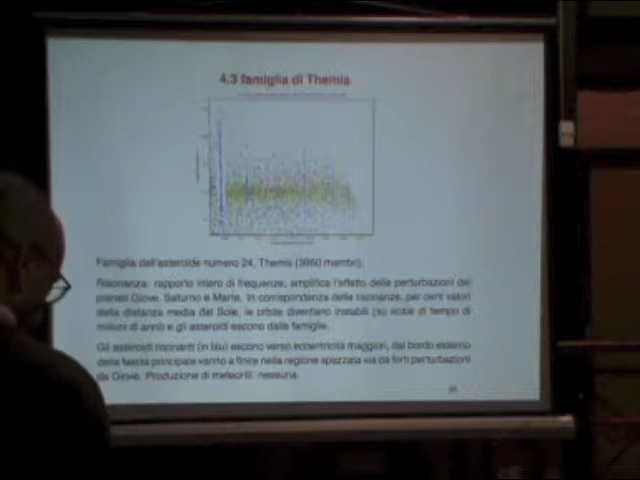 4.3 famiglia di Themis
Famiglia dell'asteroide numero 24, Themis (3950 membri).
Risonanza: rapporto intero di frequenze; amplifica l'effetto delle perturbazioni dei
pianeti Giove, Saturno e Marte. In corrispondenza delle risonanze, per certi valori
della distanza media dal Sole, le orbite diventano instabili (su scale di tempo di
milioni di anni) e gli asteroidi escono dalle famiglie.
Gli asteroidi risonanti (in blu) escono verso eccentricità maggiori, dal bordo esterno
della fascia principale vanno a finire nella regione spazzata via da forti perturbazioni
da Giove. Produzione di meteoriti: nessuna.